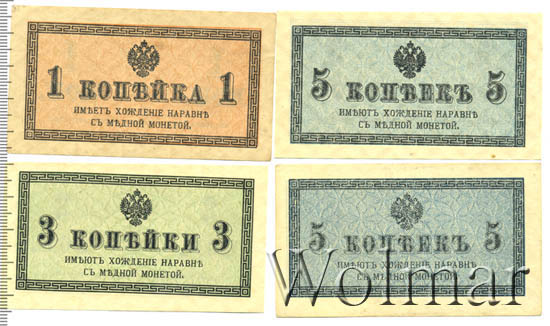 1 КОПѢЙКА 1
ИМѢЕТЪ ХОЖДЕНІЕ НАРАВНѢ
СЪ МѢДНОЙ МОНЕТОЙ.
5 КОПѢЕКЪ 5
ИМѢЮТЪ ХОЖДЕНІЕ НАРАВНѢ
СЪ МѢДНОЙ МОНЕТОЙ.
3 КОПѢЙКИ 3
ИМѢЮТЪ ХОЖДЕНІЕ НАРАВНѢ
СЪ МѢДНОЙ МОНЕТОЙ.
5 КОПѢЕКЪ 5
ИМѢЮТЪ ХОЖДЕНІЕ НАРАВНѢ
СЪ МѢДНОЙ МОНЕТОЙ.
Wolmar